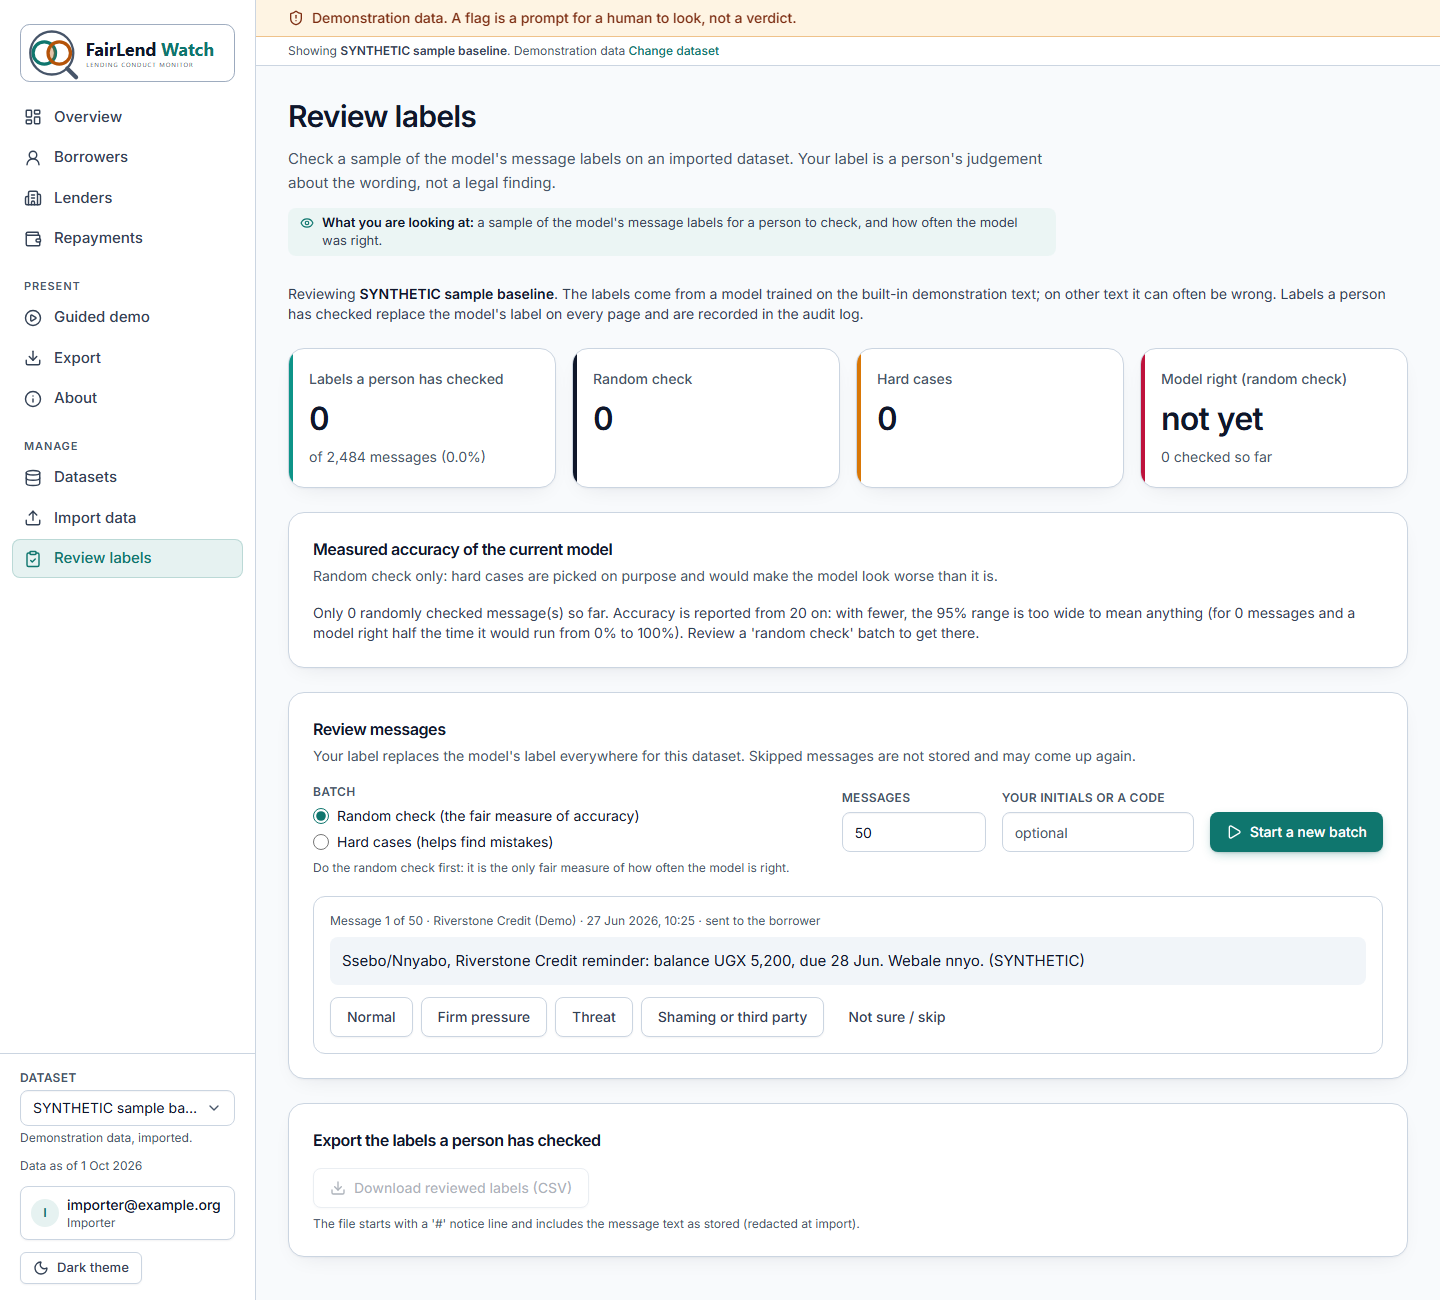 FairLend Watch
LENDING CONDUCT MONITOR
Overview
Borrowers
Lenders
Repayments
PRESENT
Guided demo
Export
About
MANAGE
Datasets
Import data
Review labels
DATASET
SYNTHETIC sample ba...
Demonstration data, imported.
Data as of 1 Oct 2026
I
importer@example.org
Importer
Dark theme
Demonstration data. A flag is a prompt for a human to look, not a verdict.
Showing SYNTHETIC sample baseline. Demonstration data Change dataset
Review labels
Check a sample of the model's message labels on an imported dataset. Your label is a person's judgement
about the wording, not a legal finding.
What you are looking at: a sample of the model's message labels for a person to check, and how often the model
was right.
Reviewing SYNTHETIC sample baseline. The labels come from a model trained on the built-in demonstration text; on other text it can often be wrong. Labels a person
has checked replace the model's label on every page and are recorded in the audit log.
Labels a person has checked
0
of 2,484 messages (0.0%)
Random check
0
Hard cases
0
Model right (random check)
not yet
0 checked so far
Measured accuracy of the current model
Random check only: hard cases are picked on purpose and would make the model look worse than it is.
Only 0 randomly checked message(s) so far. Accuracy is reported from 20 on: with fewer, the 95% range is too wide to mean anything (for 0 messages and a
model right half the time it would run from 0% to 100%). Review a 'random check' batch to get there.
Review messages
Your label replaces the model's label everywhere for this dataset. Skipped messages are not stored and may come up again.
BATCH
Random check (the fair measure of accuracy)
Hard cases (helps find mistakes)
Do the random check first: it is the only fair measure of how often the model is right.
MESSAGES
50
YOUR INITIALS OR A CODE
optional
Start a new batch
Message 1 of 50 · Riverstone Credit (Demo) · 27 Jun 2026, 10:25 · sent to the borrower
Ssebo/Nnyabo, Riverstone Credit reminder: balance UGX 5,200, due 28 Jun. Webale nnyo. (SYNTHETIC)
Normal
Firm pressure
Threat
Shaming or third party
Not sure / skip
Export the labels a person has checked
Download reviewed labels (CSV)
The file starts with a '#' notice line and includes the message text as stored (redacted at import).